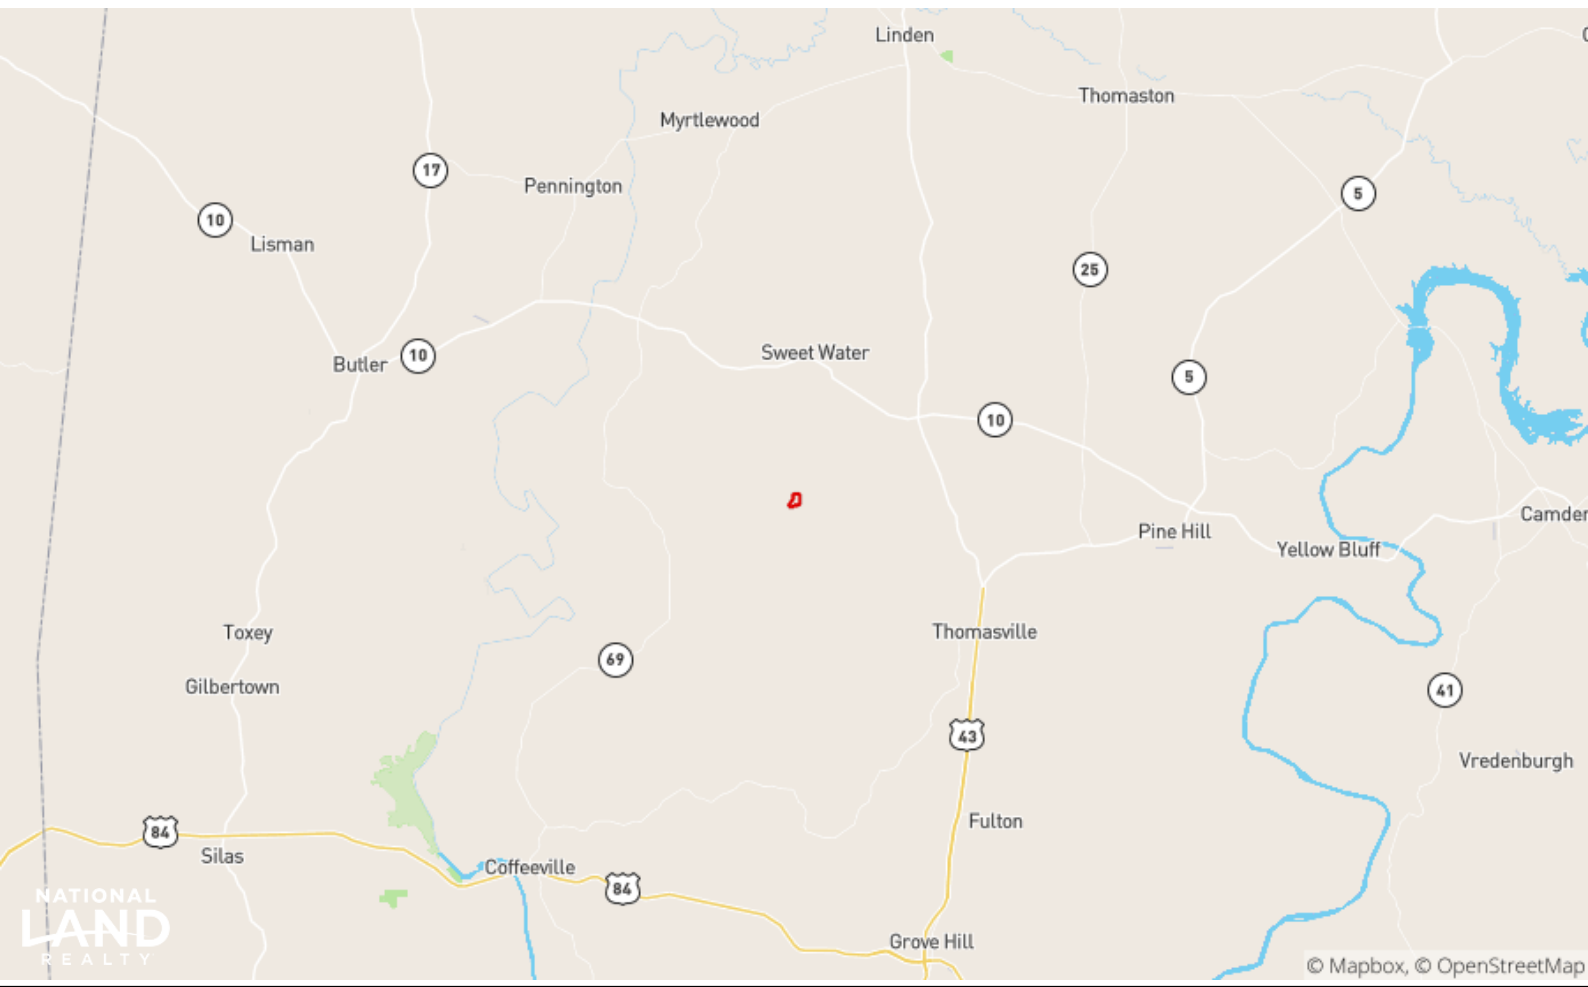 Linden
Thomaston
Myrtlewood
17
Pennington
5
10
Lisman
25
Sweet Water
Butler
10
5
10
Camden
Pine Hill
Yellow Bluff
Toxey
Thomasville
69
Gilbertown
41
43
Vredenburgh
Fulton
84
Silas
Coffeeville
84
NATIONAL
LAND
REALTY
Grove Hill
© Mapbox, © OpenStreetMap